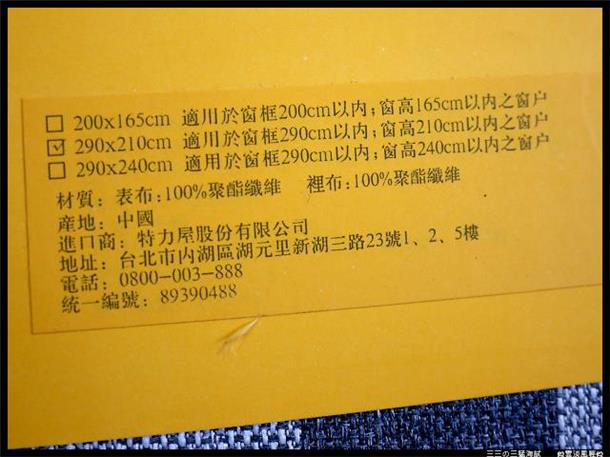 □ 200x165cm 適用於窗框200cm以內；窗高165cm以內之窗戶
☑ 290x210cm 適用於窗框290cm以內；窗高210cm以內之窗戶
□ 290x240cm 適用於窗框290cm以內；窗高240cm以內之窗戶
材質：表布：100%聚酯纖維 裡布：100%聚酯纖維
産地：中國
進口商：特力屋股份有限公司
地址：台北市內湖區湖元里新湖三路23號1、2、5樓
電話：0800-003-888
統一編號：89390488